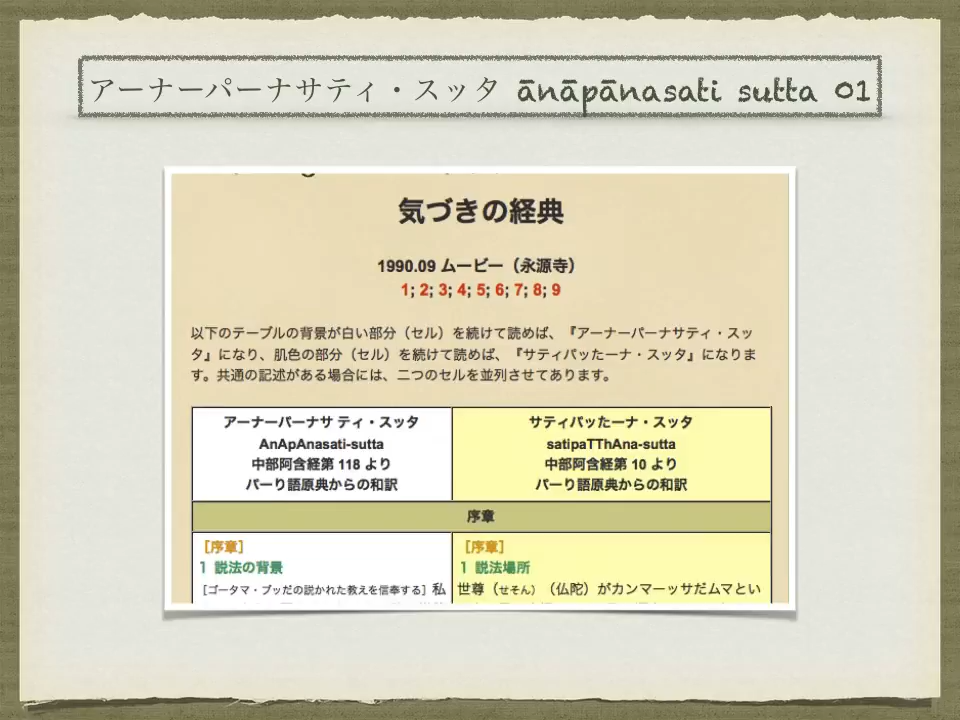 アーナーパーナサティ・スッタ ānāpānasati sutta 01
気づきの経典
1990.09 ムービー（永源寺）
1; 2; 3; 4; 5; 6; 7; 8; 9
以下のテーブルの背景が白い部分（セル）を続けて読めば、『アーナーパーナサティ・スッ
タ』になり、肌色の部分（セル）を続けて読めば、『サティパッたーナ・スッタ』になりま
す。共通の記述がある場合には、二つのセルを並列させてあります。
アーナーパーナサ ティ・スッタ
AnApAnasati-sutta
中部阿含経第 118 より
パーリ語原典からの和訳
サティパッたーナ・スッタ
satipaTThAna-sutta
中部阿含経第 10 より
パーリ語原典からの和訳
序章
［序章］
1 説法の背景
［ゴータマ・ブッだの説かれた教えを信奉する］私
［序章］
1 説法場所
世尊（せそん）（仏陀）がカンマーッサだムマとい